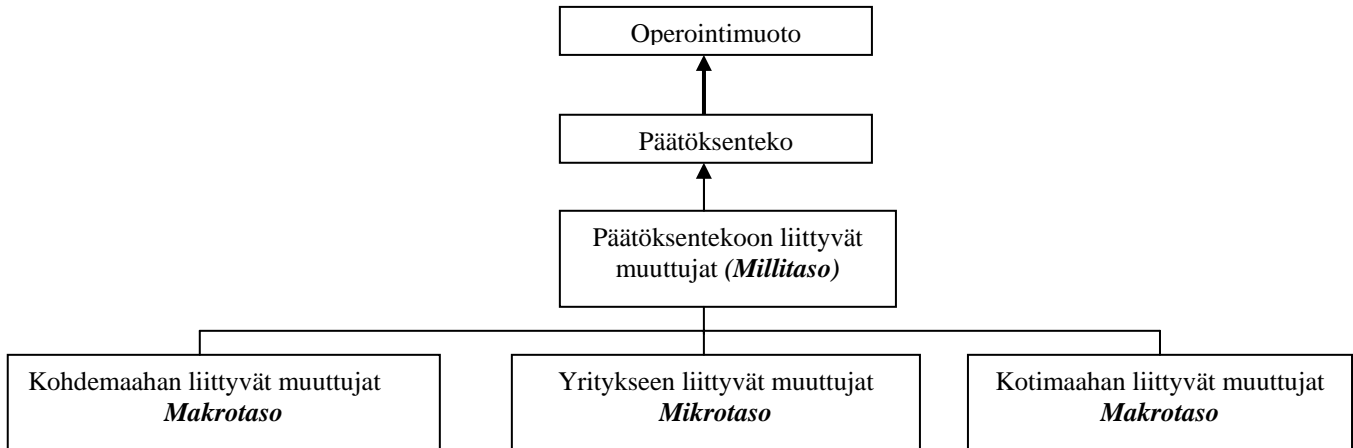 Operointimuoto
Päätöksenteko
Päätöksentekoon liittyvät
muuttujat (Millitaso)
Kohdemaahan liittyvät muuttujat
Makrotaso
Yritykseen liittyvät muuttujat
Mikrotaso
Kotimaahan liittyvät muuttujat
Makrotaso